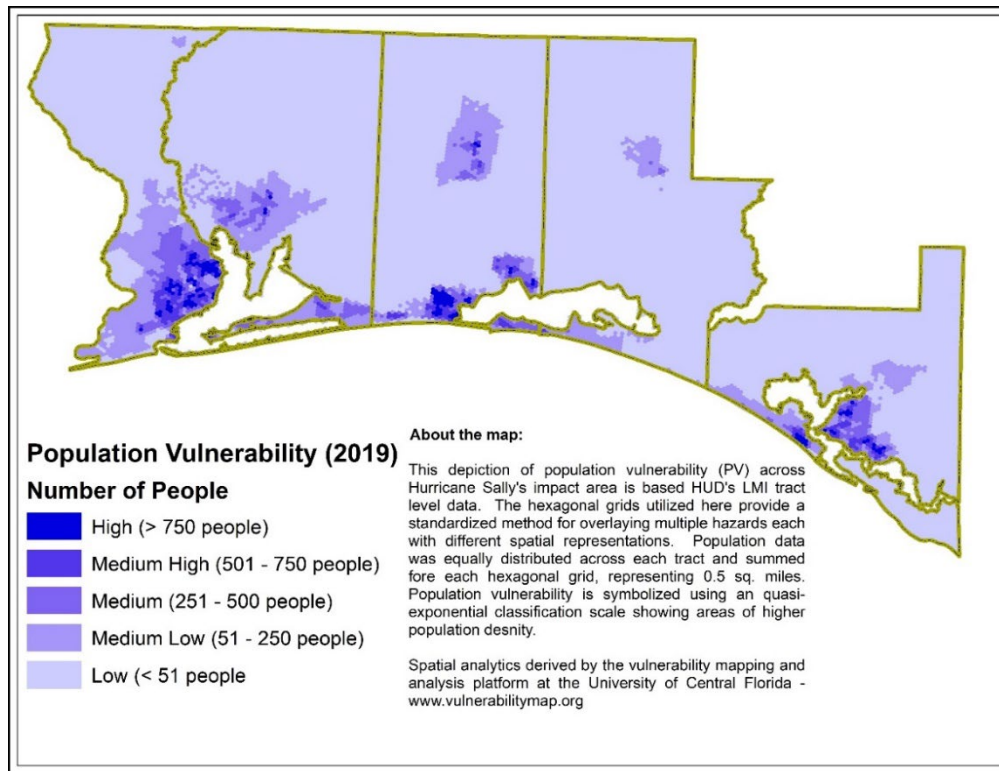 Population Vulnerability (2019)
Number of People
High (> 750 people)
Medium High (501 - 750 people)
Medium (251 - 500 people)
Medium Low (51 - 250 people)
Low (< 51 people
About the map:
This depiction of population vulnerability (PV) across
Hurricane Sally's impact area is based HUD's LMI tract
level data. The hexagonal grids utilized here provide a
standardized method for overlaying multiple hazards each
with different spatial representations. Population data
was equally distributed across each tract and summed
fore each hexagonal grid, representing 0.5 sq. miles.
Population vulnerability is symbolized using an quasi-
exponential classification scale showing areas of higher
population desnity.
Spatial analytics derived by the vulnerability mapping and
analysis platform at the University of Central Florida -
www.vulnerabilitymap.org